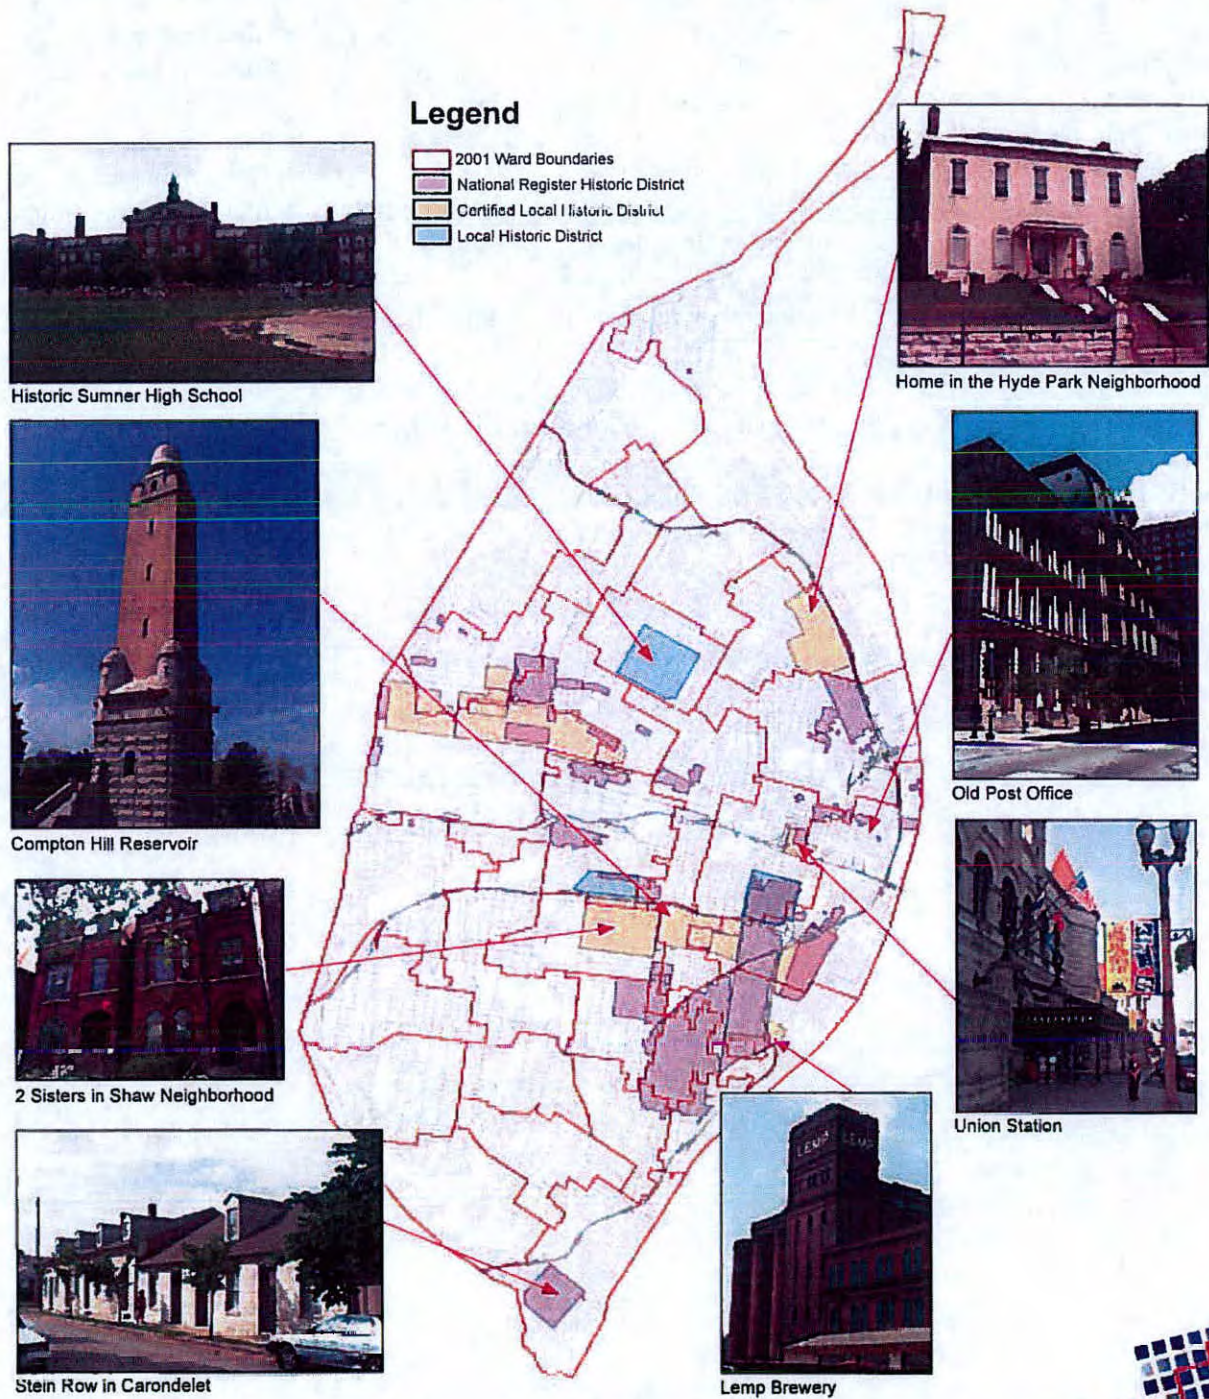 Legend
2001 Ward Boundaries
National Register Historic District
Certified Local Historic District
Local Historic District
Historic Sumner High School
Home in the Hyde Park Neighborhood
Compton Hill Reservoir
Old Post Office
2 Sisters in Shaw Neighborhood
Union Station
Stein Row in Carondelet
LEMP LEMP
Lemp Brewery